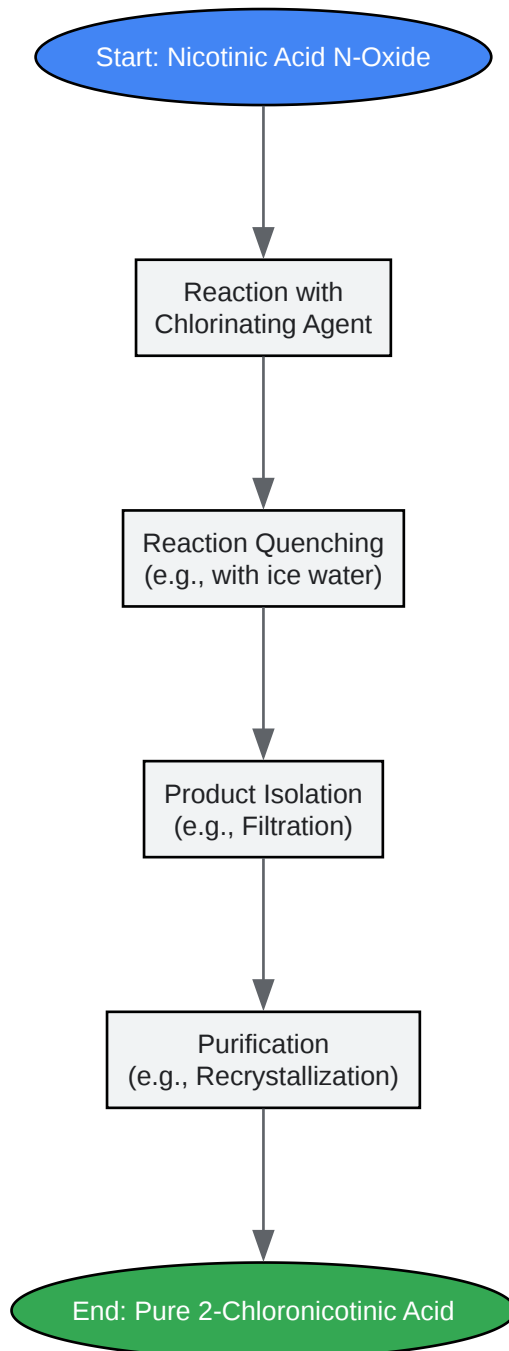 Start: Nicotinic Acid N-Oxide
Reaction with
Chlorinating Agent
Reaction Quenching
(e.g., with ice water)
Product Isolation
(e.g., Filtration)
Purification
(e.g., Recrystallization)
End: Pure 2-Chloronicotinic Acid